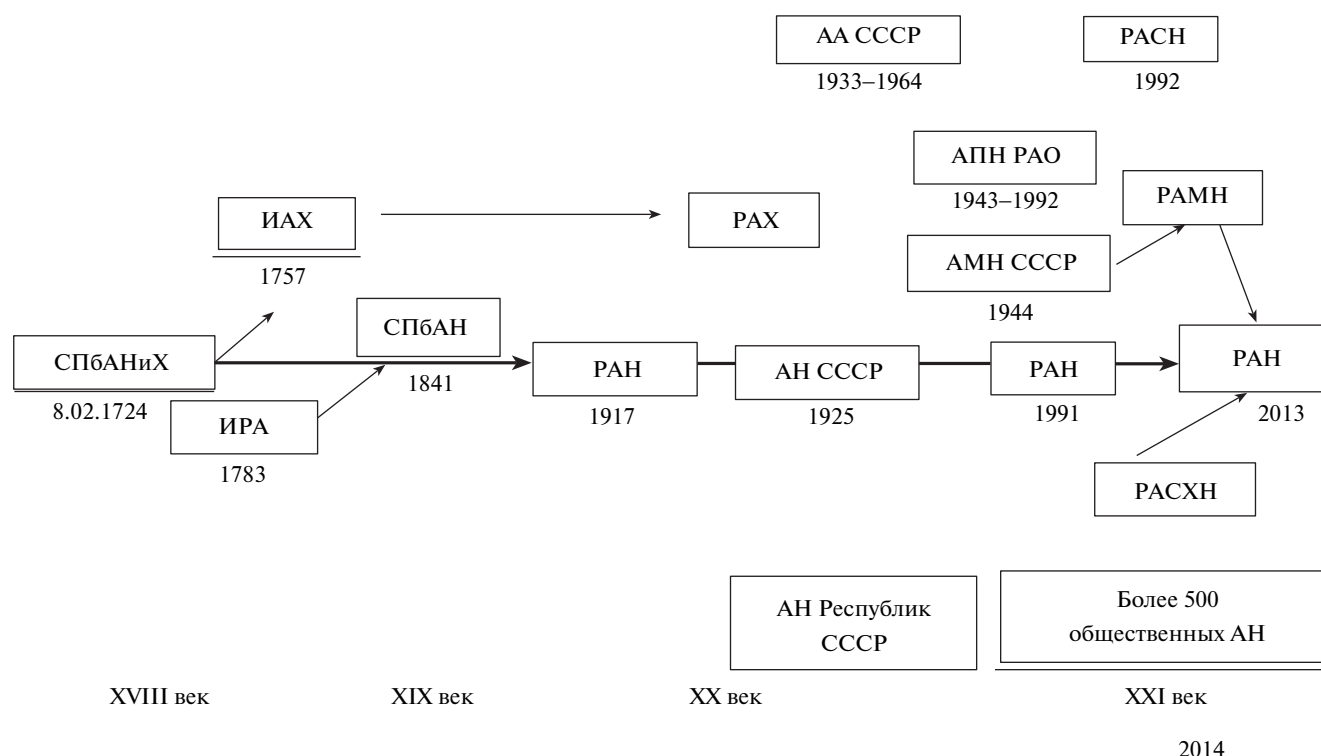 АА СССР
1933–1964
РАСН
1992
АПН РАО
1943–1992
РАМН
ИАХ
1757
РАХ
АМН СССР
1944
СПбАНиХ
8.02.1724
СПбАН
1841
РАН
1917
АН СССР
1925
РАН
1991
РАН
2013
ИРА
1783
РАСХН
АН Республик
СССР
Более 500
общественных АН
XVIII век
XIX век
XX век
XXI век
2014